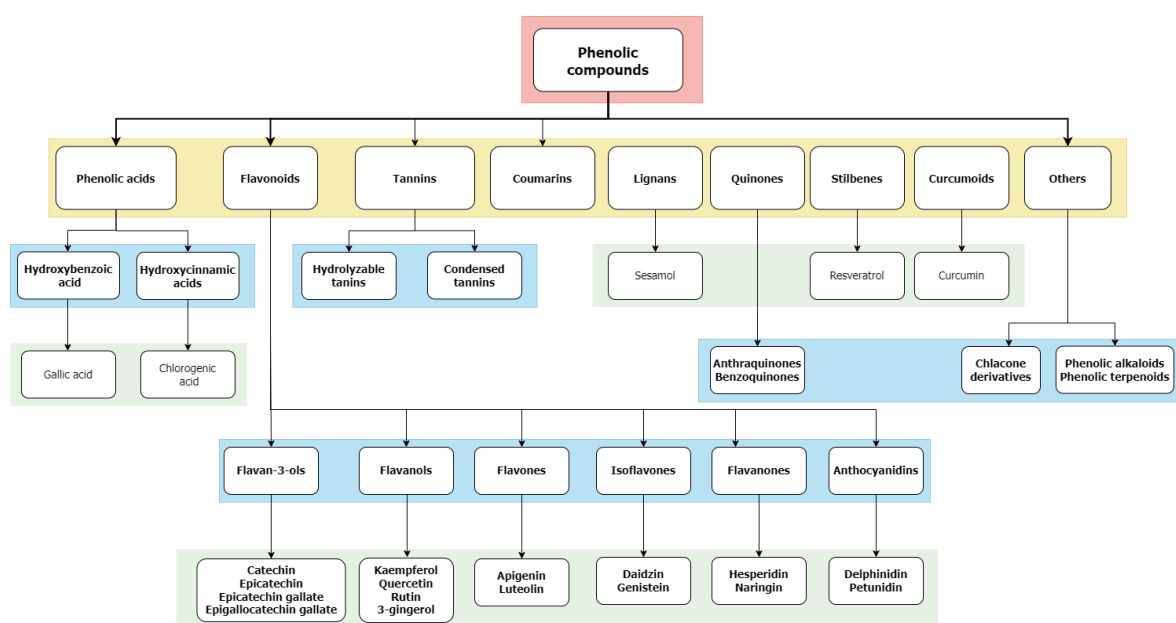 Phenolic
compounds
Phenolic acids
Flavonoids
Tannins
Coumarins
Lignans
Quinones
Stilbenes
Curcumoids
Others
Hydroxybenzoic
acid
Hydroxycinnamic
acids
Hydrolyzable
tanins
Condensed
tannins
Sesamol
Resveratrol
Curcumin
Gallic acid
Chlorogenic
acid
Anthraquinones
Benzoquinones
Chlacone
derivatives
Phenolic alkaloids
Phenolic terpenoids
Flavan-3-ols
Flavanols
Flavones
Isoflavones
Flavanones
Anthocyanidins
Catechin
Epicatechin
Epicatechin gallate
Epigallocatechin gallate
Kaempferol
Quercetin
Rutin
3-gingerol
Apigenin
Luteolin
Daidzin
Genistein
Hesperidin
Naringin
Delphinidin
Petunidin